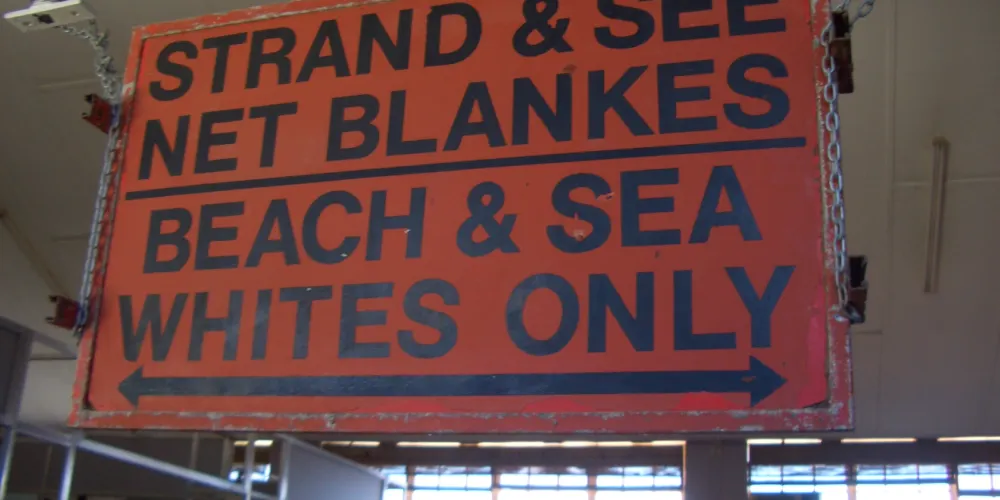 STRAND & SEE
NET BLANKES
BEACH & SEA
WHITES ONLY